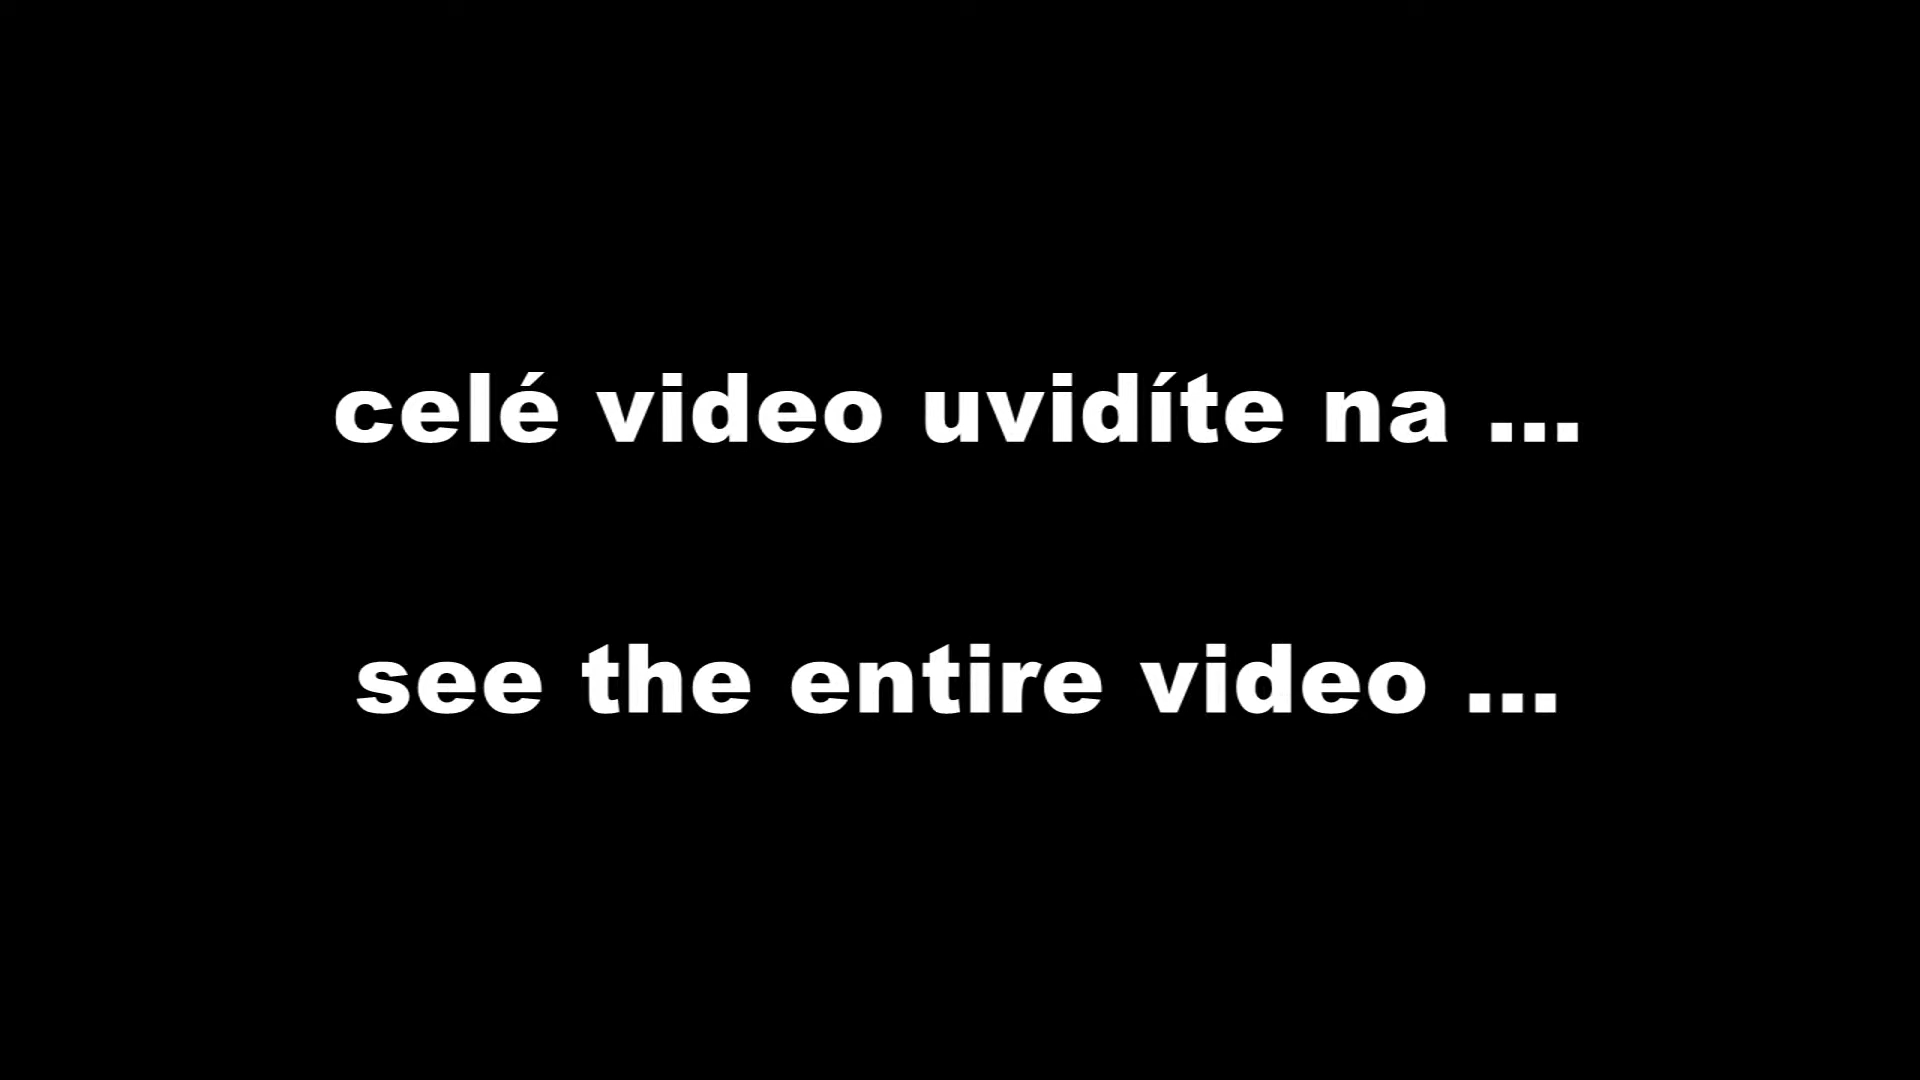 celé video uvidíte na ...
see the entire video ...